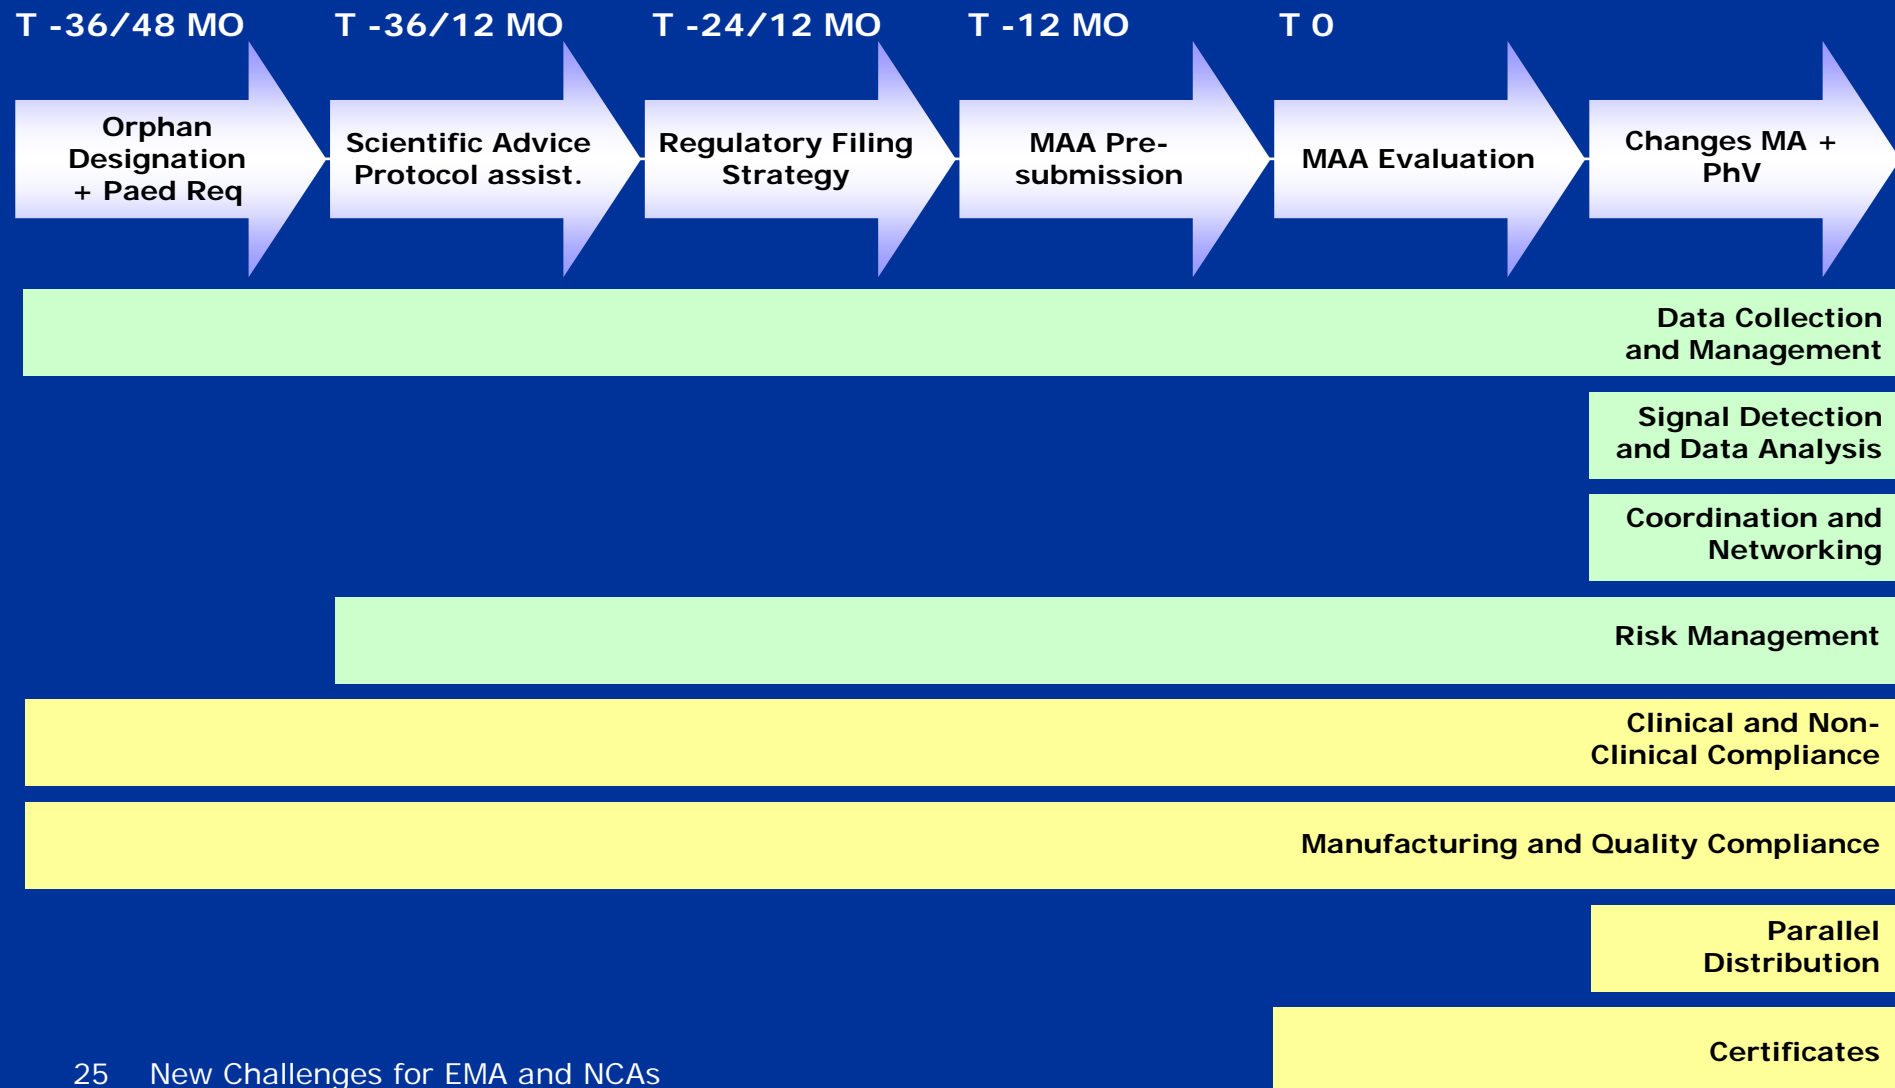 T -36/48 MO
T -36/12 MO
T -24/12 MO
T -12 MO
T 0
Orphan
Designation
+ Paed Req
Scientific Advice
Protocol assist.
Regulatory Filing
Strategy
MAA Pre-
submission
MAA Evaluation
Changes MA +
PhV
Data Collection
and Management
Signal Detection
and Data Analysis
Coordination and
Networking
Risk Management
Clinical and Non-
Clinical Compliance
Manufacturing and Quality Compliance
Parallel
Distribution
Certificates
25 New Challenges for EMA and NCAs